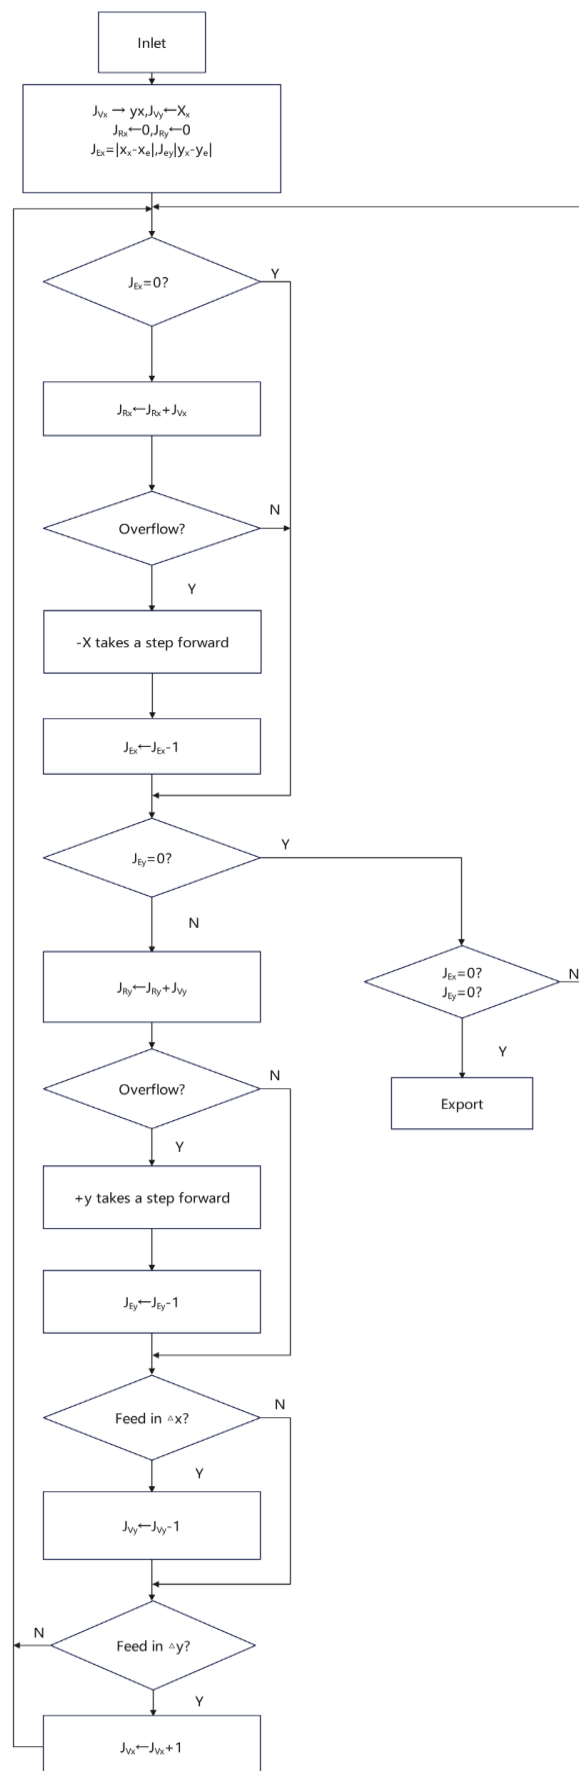 Inlet
J_Vx → yx,J_Vy←X_x
J_Rx←0,J_Ry←0
J_Ex=|x_x-x_e|,J_ey|y_x-y_e|
J_Ex=0?
Y
J_Rx←J_Rx+J_Vx
Overflow?
N
Y
-X takes a step forward
J_Ex←J_Ex-1
J_Ey=0?
Y
N
J_Ex=0?
J_Ey=0?
N
J_Ry←J_Ry+J_Vy
Y
Export
Overflow?
N
Y
+y takes a step forward
J_Ey←J_Ey-1
Feed in △x?
N
Y
J_Vy←J_Vy-1
Feed in △y?
N
Y
J_Vx←J_Vx+1